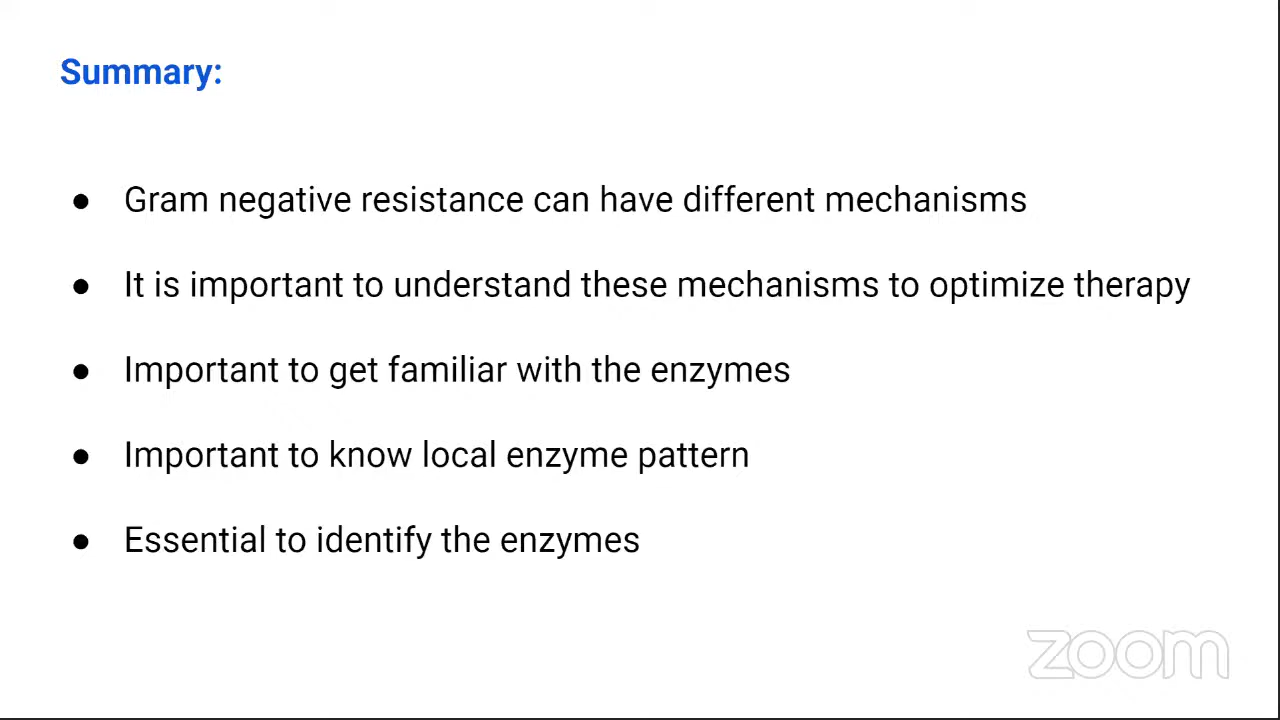 Summary:
● Gram negative resistance can have different mechanisms
● It is important to understand these mechanisms to optimize therapy
● Important to get familiar with the enzymes
● Important to know local enzyme pattern
● Essential to identify the enzymes
zoom